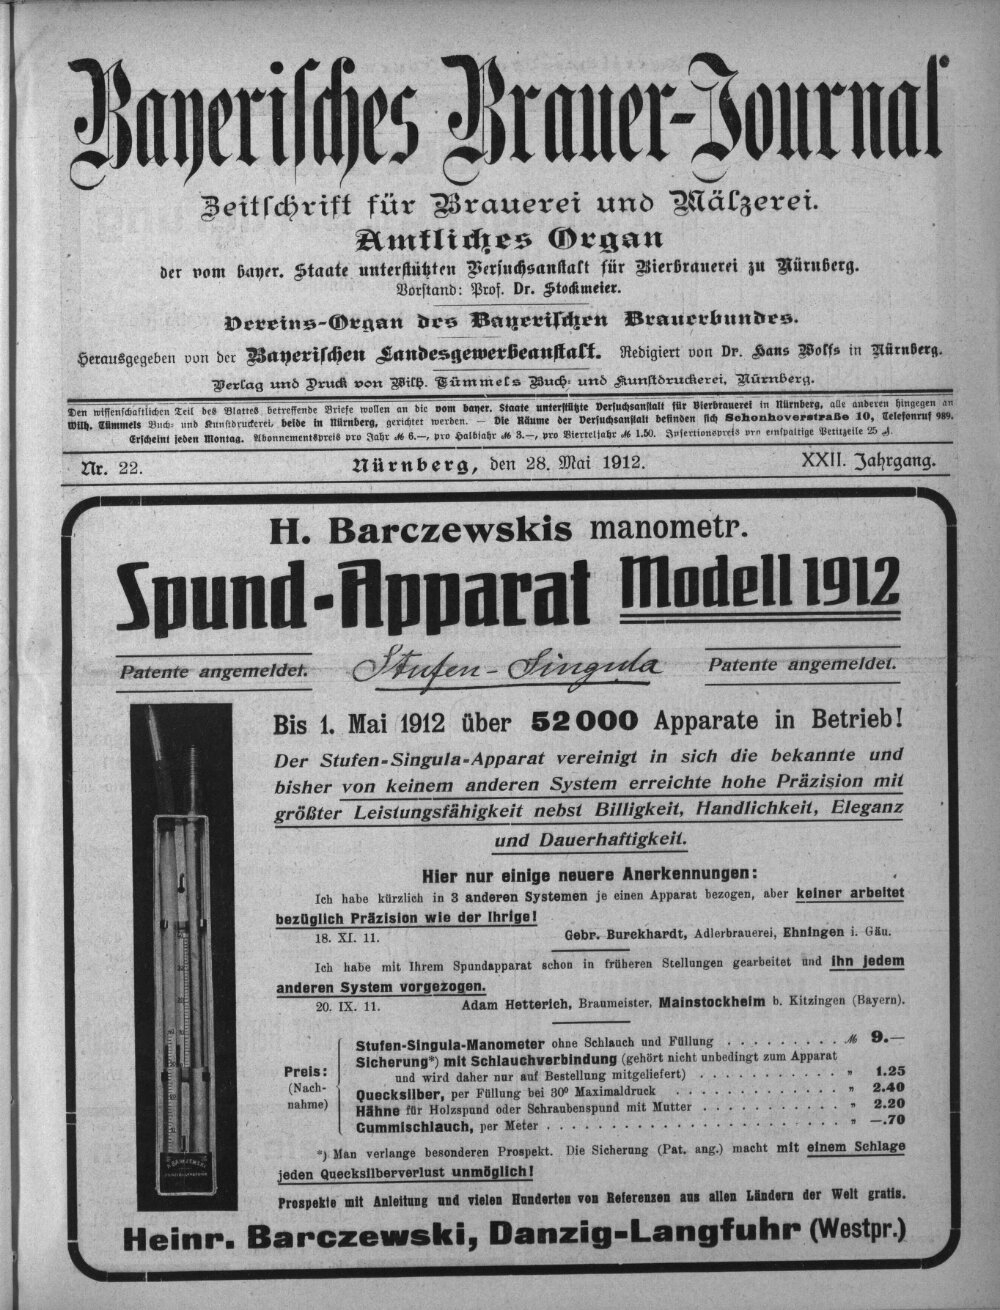 Bayerisches Brauer-Journal
Zeitschrift für Brauerei und Mälzerei.
Amtliches Organ
der vom bayer. Staate unterstützten Versuchsanstalt für Bierbrauerei zu Nürnberg.
Vorstand: Prof. Dr. Stockmeier.
Vereins-Organ des Bayerischen Brauerbundes.
Herausgegeben von der Bayerischen Landesgewerbeanstalt. Redigiert von Dr. Hans Wolfs in Nürnberg.
Verlag und Druck von Wilh. Tümmels Buch- und Kunstdruckerei, Nürnberg.
Den wissenschaftlichen Teil des Blattes betreffende Briefe wollen an die vom bayer. Staate unterstützte Versuchsanstalt für Bierbrauerei in Nürnberg, alle anderen hingegen an
Wilh. Tümmels Buch- und Kunstdruckerei, beide in Nürnberg, gerichtet werden. — Die Räume der Versuchsanstalt befinden sich Schonhoverstraße 10, Telefonruf 989.
Erscheint jeden Montag. Abonnementspreis pro Jahr ℳ 6.—, pro Halbjahr ℳ 3.—, pro Vierteljahr ℳ 1.50. Insertionspreis pro einspaltige Petitzeile 25 ₰.
Nr. 22. Nürnberg, den 28. Mai 1912. XXII. Jahrgang.
H. Barczewskis manometr.
Spund-Apparat Modell 1912
Patente angemeldet. Stufen-Singula Patente angemeldet.
Bis 1. Mai 1912 über 52000 Apparate in Betrieb!
Der Stufen-Singula-Apparat vereinigt in sich die bekannte und
bisher von keinem anderen System erreichte hohe Präzision mit
größter Leistungsfähigkeit nebst Billigkeit, Handlichkeit, Eleganz
und Dauerhaftigkeit.
Hier nur einige neuere Anerkennungen:
Ich habe kürzlich in 3 anderen Systemen je einen Apparat bezogen, aber keiner arbeitet
bezüglich Präzision wie der Ihrige!
18. XI. 11. Gebr. Burckhardt, Adlerbrauerei, Ehningen i. Gäu.
Ich habe mit Ihrem Spundapparat schon in früheren Stellungen gearbeitet und ihn jedem
anderen System vorgezogen.
20. IX. 11. Adam Hetterich, Braumeister, Mainstockheim b. Kitzingen (Bayern).
Preis:
(Nach-
nahme)
Stufen-Singula-Manometer ohne Schlauch und Füllung . . . . . . . . . ℳ 9.—
Sicherung*) mit Schlauchverbindung (gehört nicht unbedingt zum Apparat
und wird daher nur auf Bestellung mitgeliefert) . . . . . . . . . . „ 1.25
Quecksilber, per Füllung bei 30° Maximaldruck . . . . . . . . . . . „ 2.40
Hähne für Holzspund oder Schraubenspund mit Mutter . . . . . . . . . . „ 2.20
Gummischlauch, per Meter . . . . . . . . . . . . . . . . . . . . „ —.70
*) Man verlange besonderen Prospekt. Die Sicherung (Pat. ang.) macht mit einem Schlage
jeden Quecksilberverlust unmöglich!
Prospekte mit Anleitung und vielen Hunderten von Referenzen aus allen Ländern der Welt gratis.
Heinr. Barczewski, Danzig-Langfuhr (Westpr.)